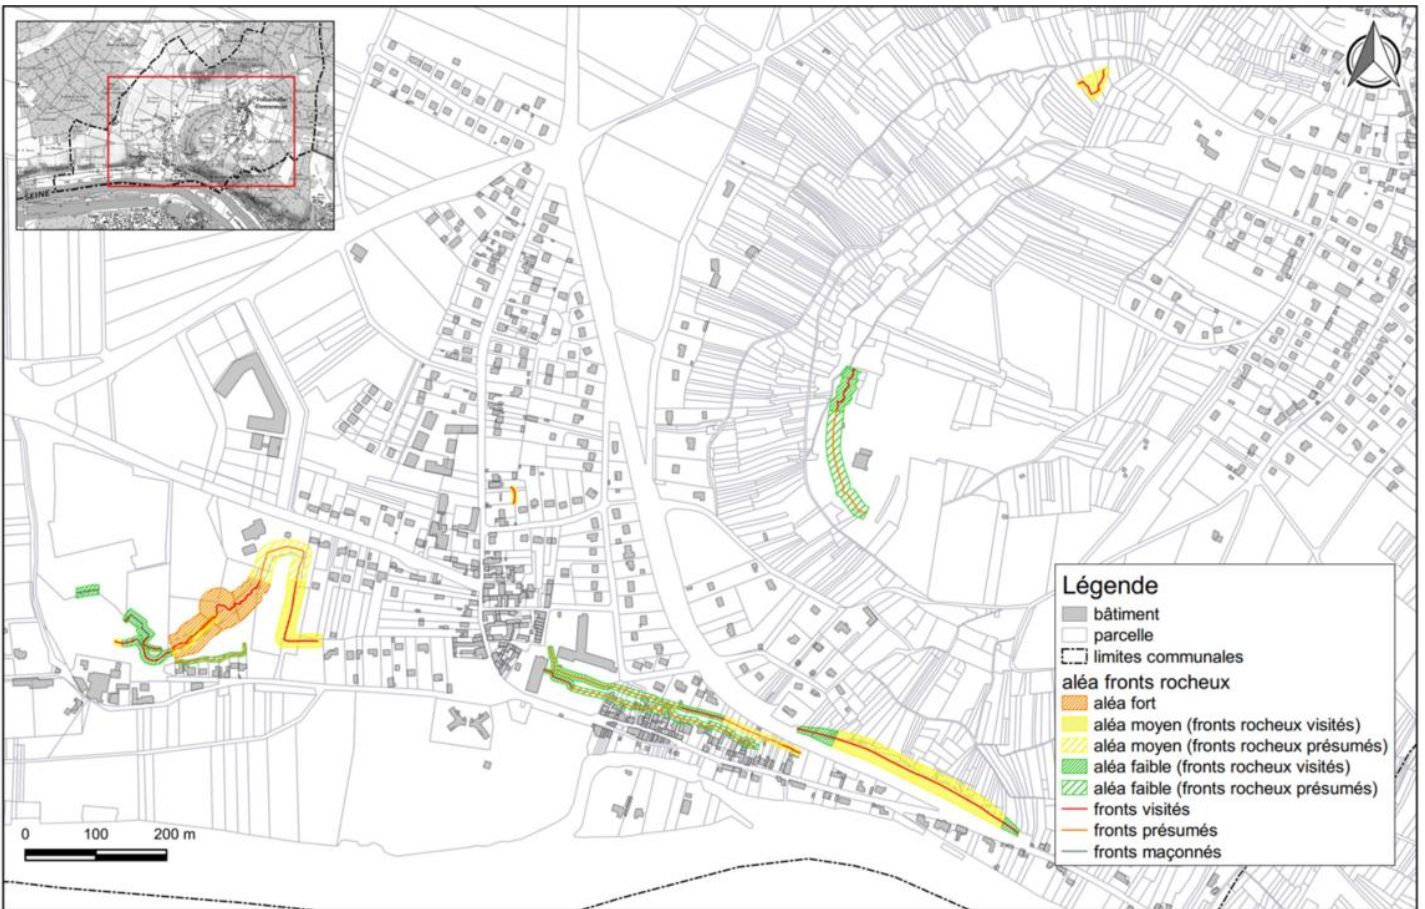 SEINE
Légende
bâtiment
parcelle
limites communales
aléa fronts rocheux
aléa fort
aléa moyen (fronts rocheux visités)
aléa moyen (fronts rocheux présumés)
aléa faible (fronts rocheux visités)
aléa faible (fronts rocheux présumés)
fronts visités
fronts présumés
fronts maçonnés
0 100 200 m